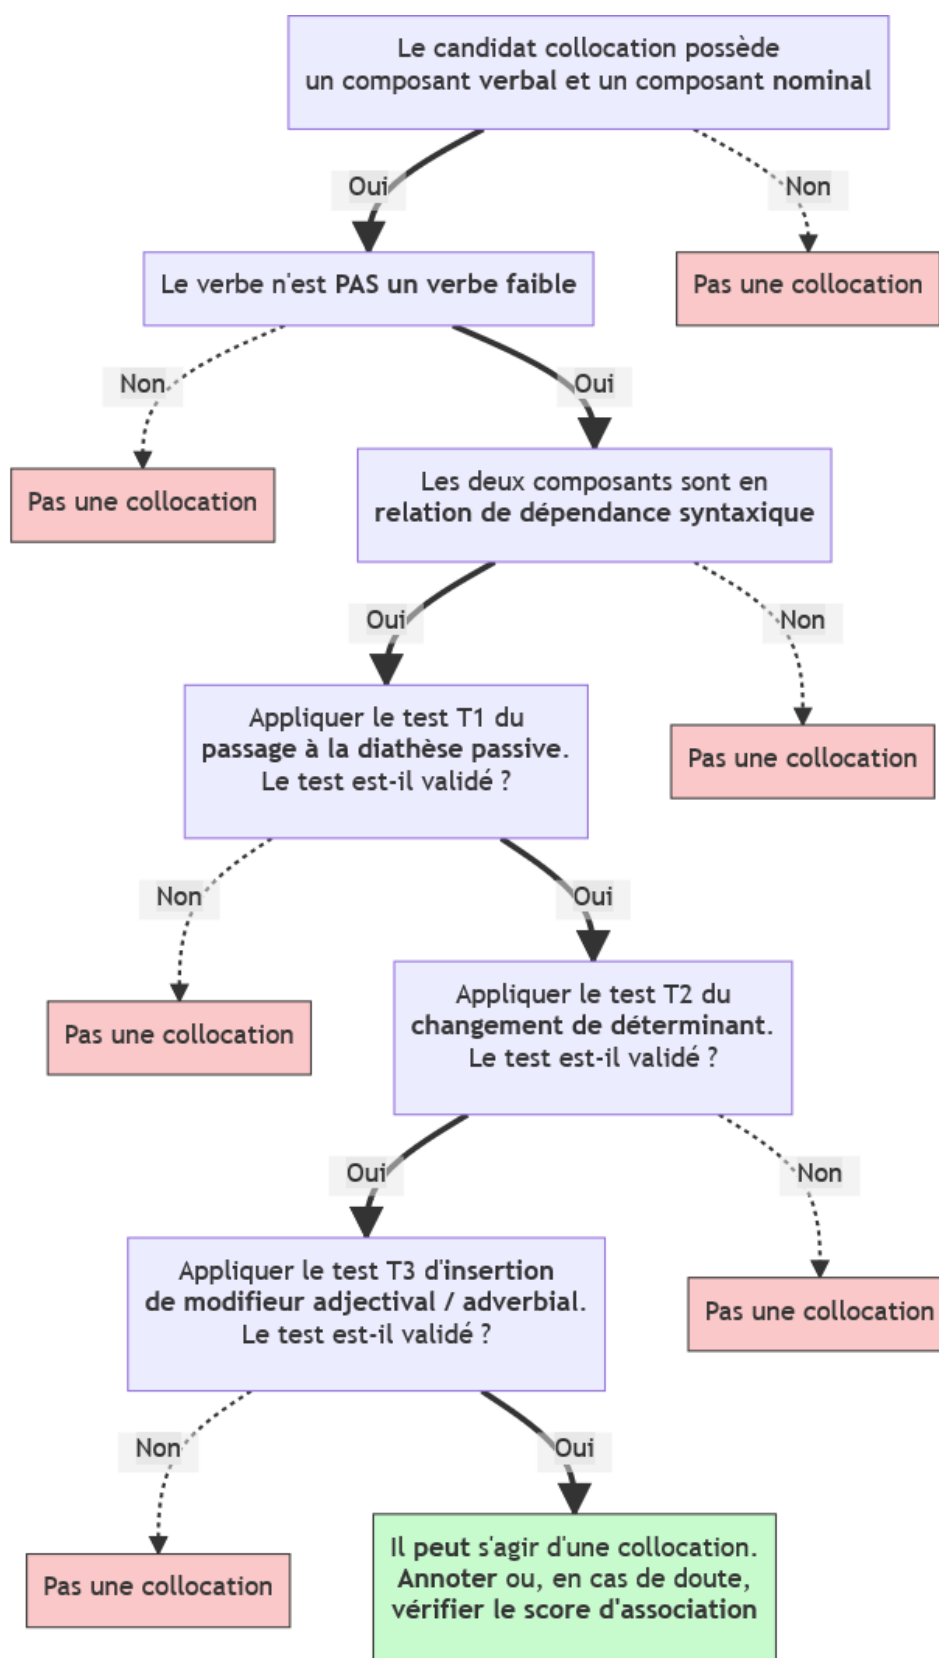 Le candidat collocation possède
un composant verbal et un composant nominal
Oui
Non
Le verbe n'est PAS un verbe faible
Pas une collocation
Non
Oui
Pas une collocation
Les deux composants sont en
relation de dépendance syntaxique
Oui
Non
Appliquer le test T1 du
passage à la diathèse passive.
Le test est-il validé ?
Pas une collocation
Non
Oui
Pas une collocation
Appliquer le test T2 du
changement de déterminant.
Le test est-il validé ?
Oui
Non
Appliquer le test T3 d'insertion
de modifieur adjectival / adverbial.
Le test est-il validé ?
Pas une collocation
Non
Oui
Pas une collocation
Il peut s'agir d'une collocation.
Annoter ou, en cas de doute,
vérifier le score d'association